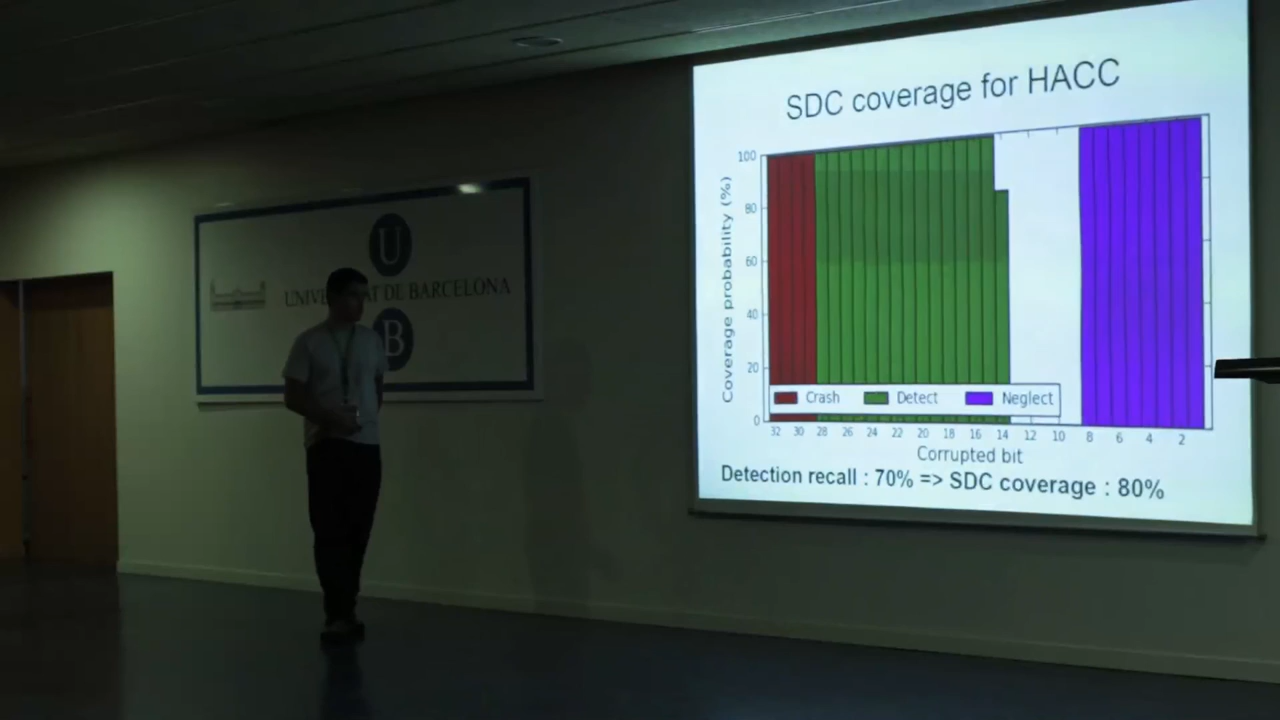 SDC coverage for HACC
100
80
60
40
20
0
Coverage probability (%)
Crash Detect Neglect
32 30 28 26 24 22 20 18 16 14 12 10 8 6 4 2
Corrupted bit
Detection recall : 70% => SDC coverage : 80%
U
AT DE BARCELONA
B